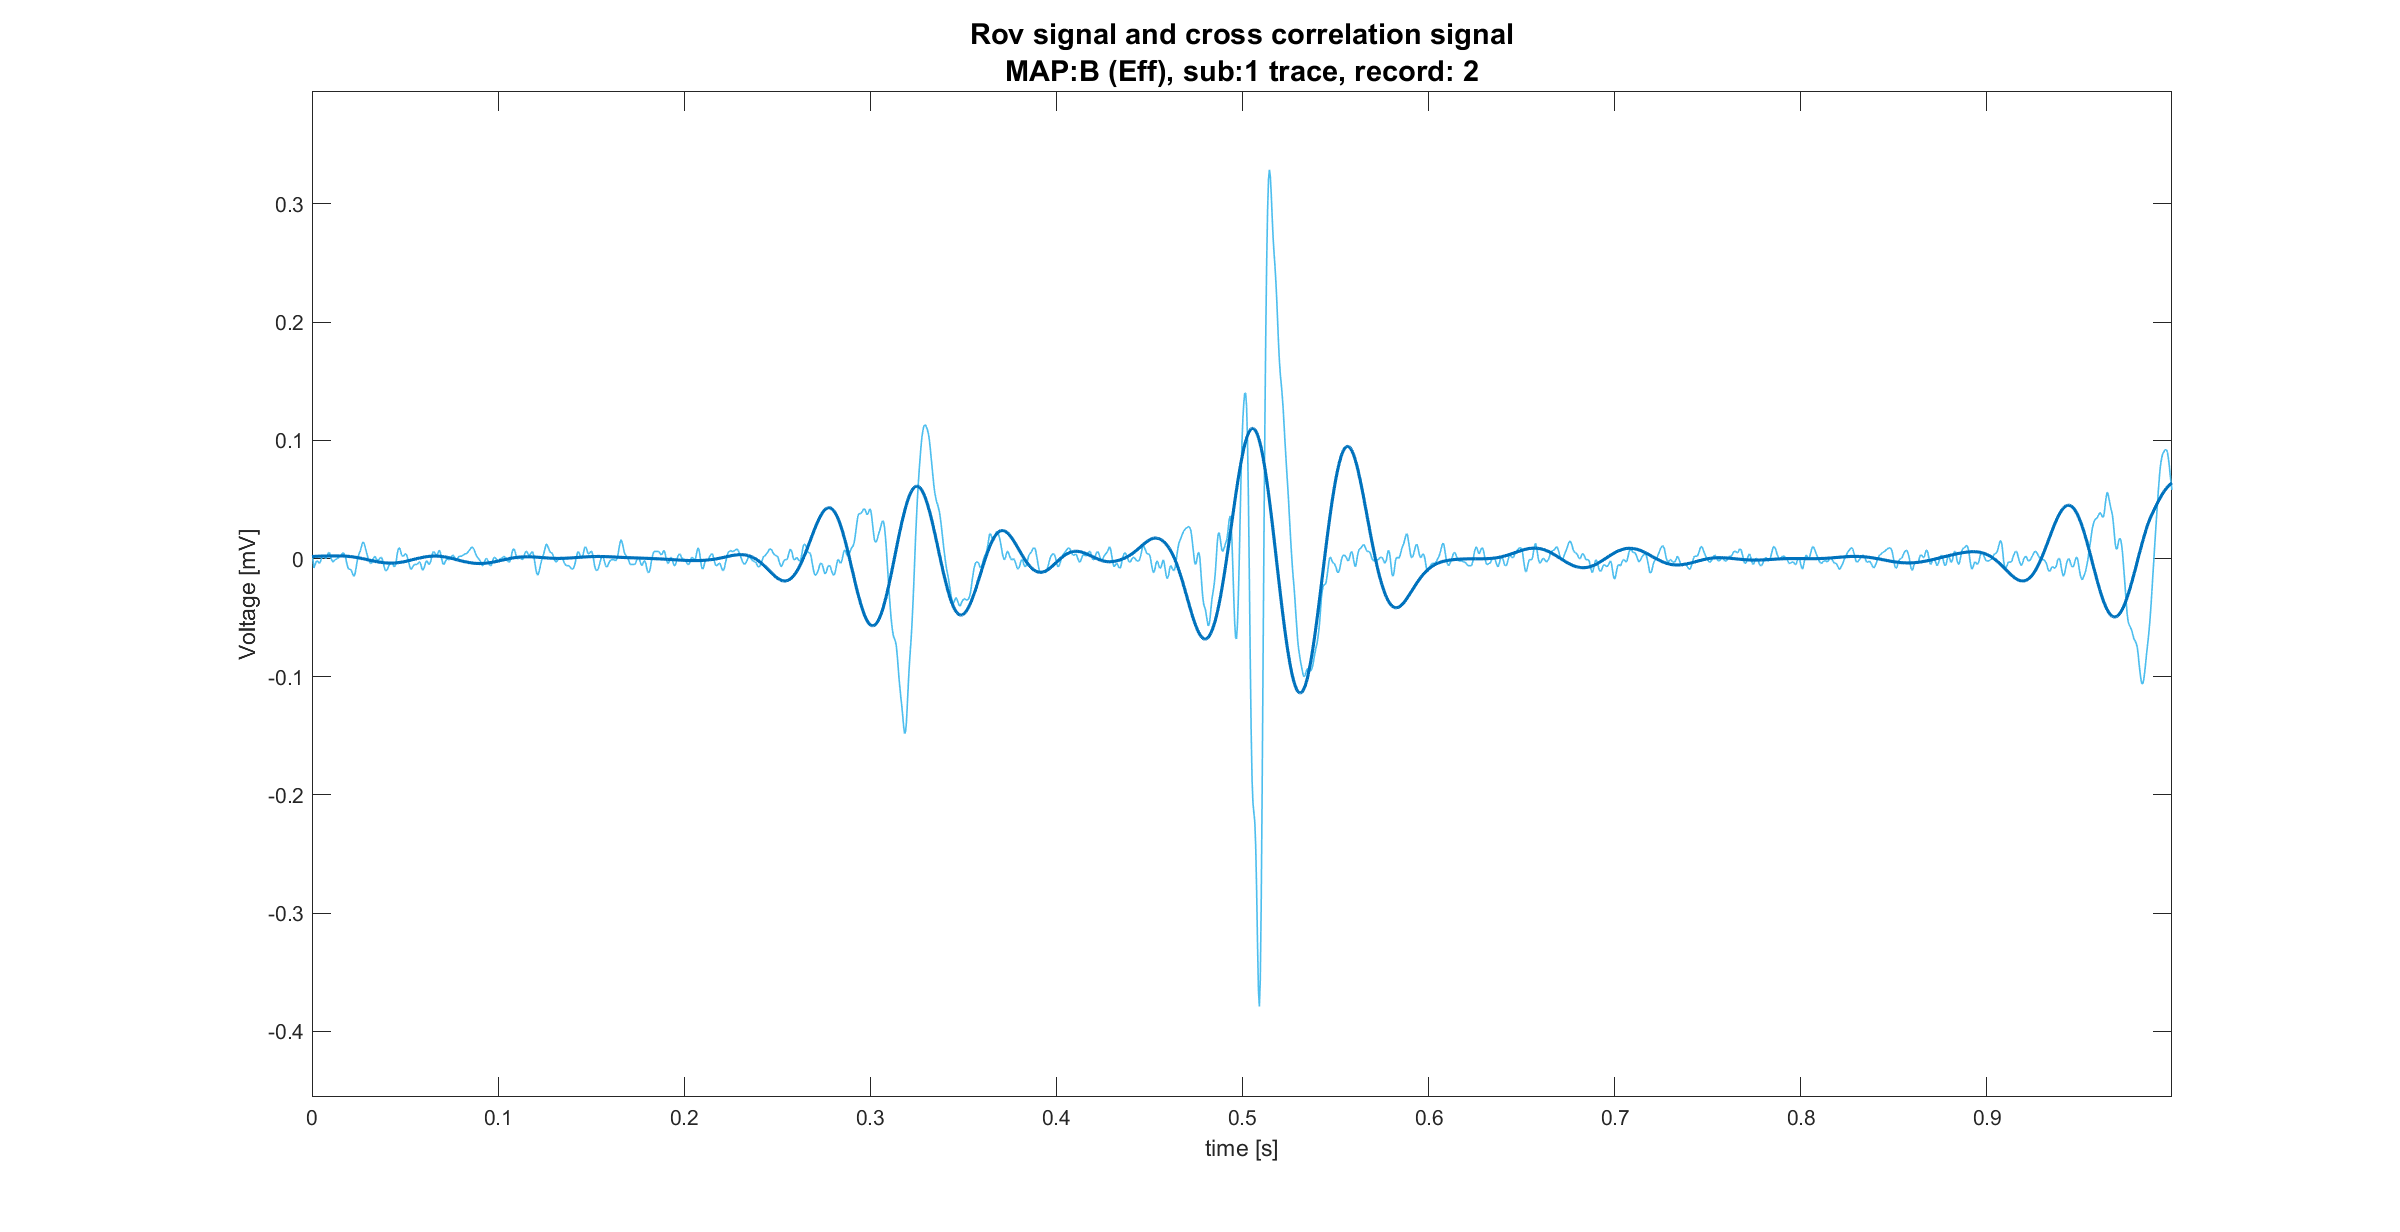 Rov signal and cross correlation signal
MAP:B (Eff), sub:1 trace, record: 2
Voltage [mV]
0.3
0.2
0.1
0
-0.1
-0.2
-0.3
-0.4
0 0.1 0.2 0.3 0.4 0.5 0.6 0.7 0.8 0.9
time [s]